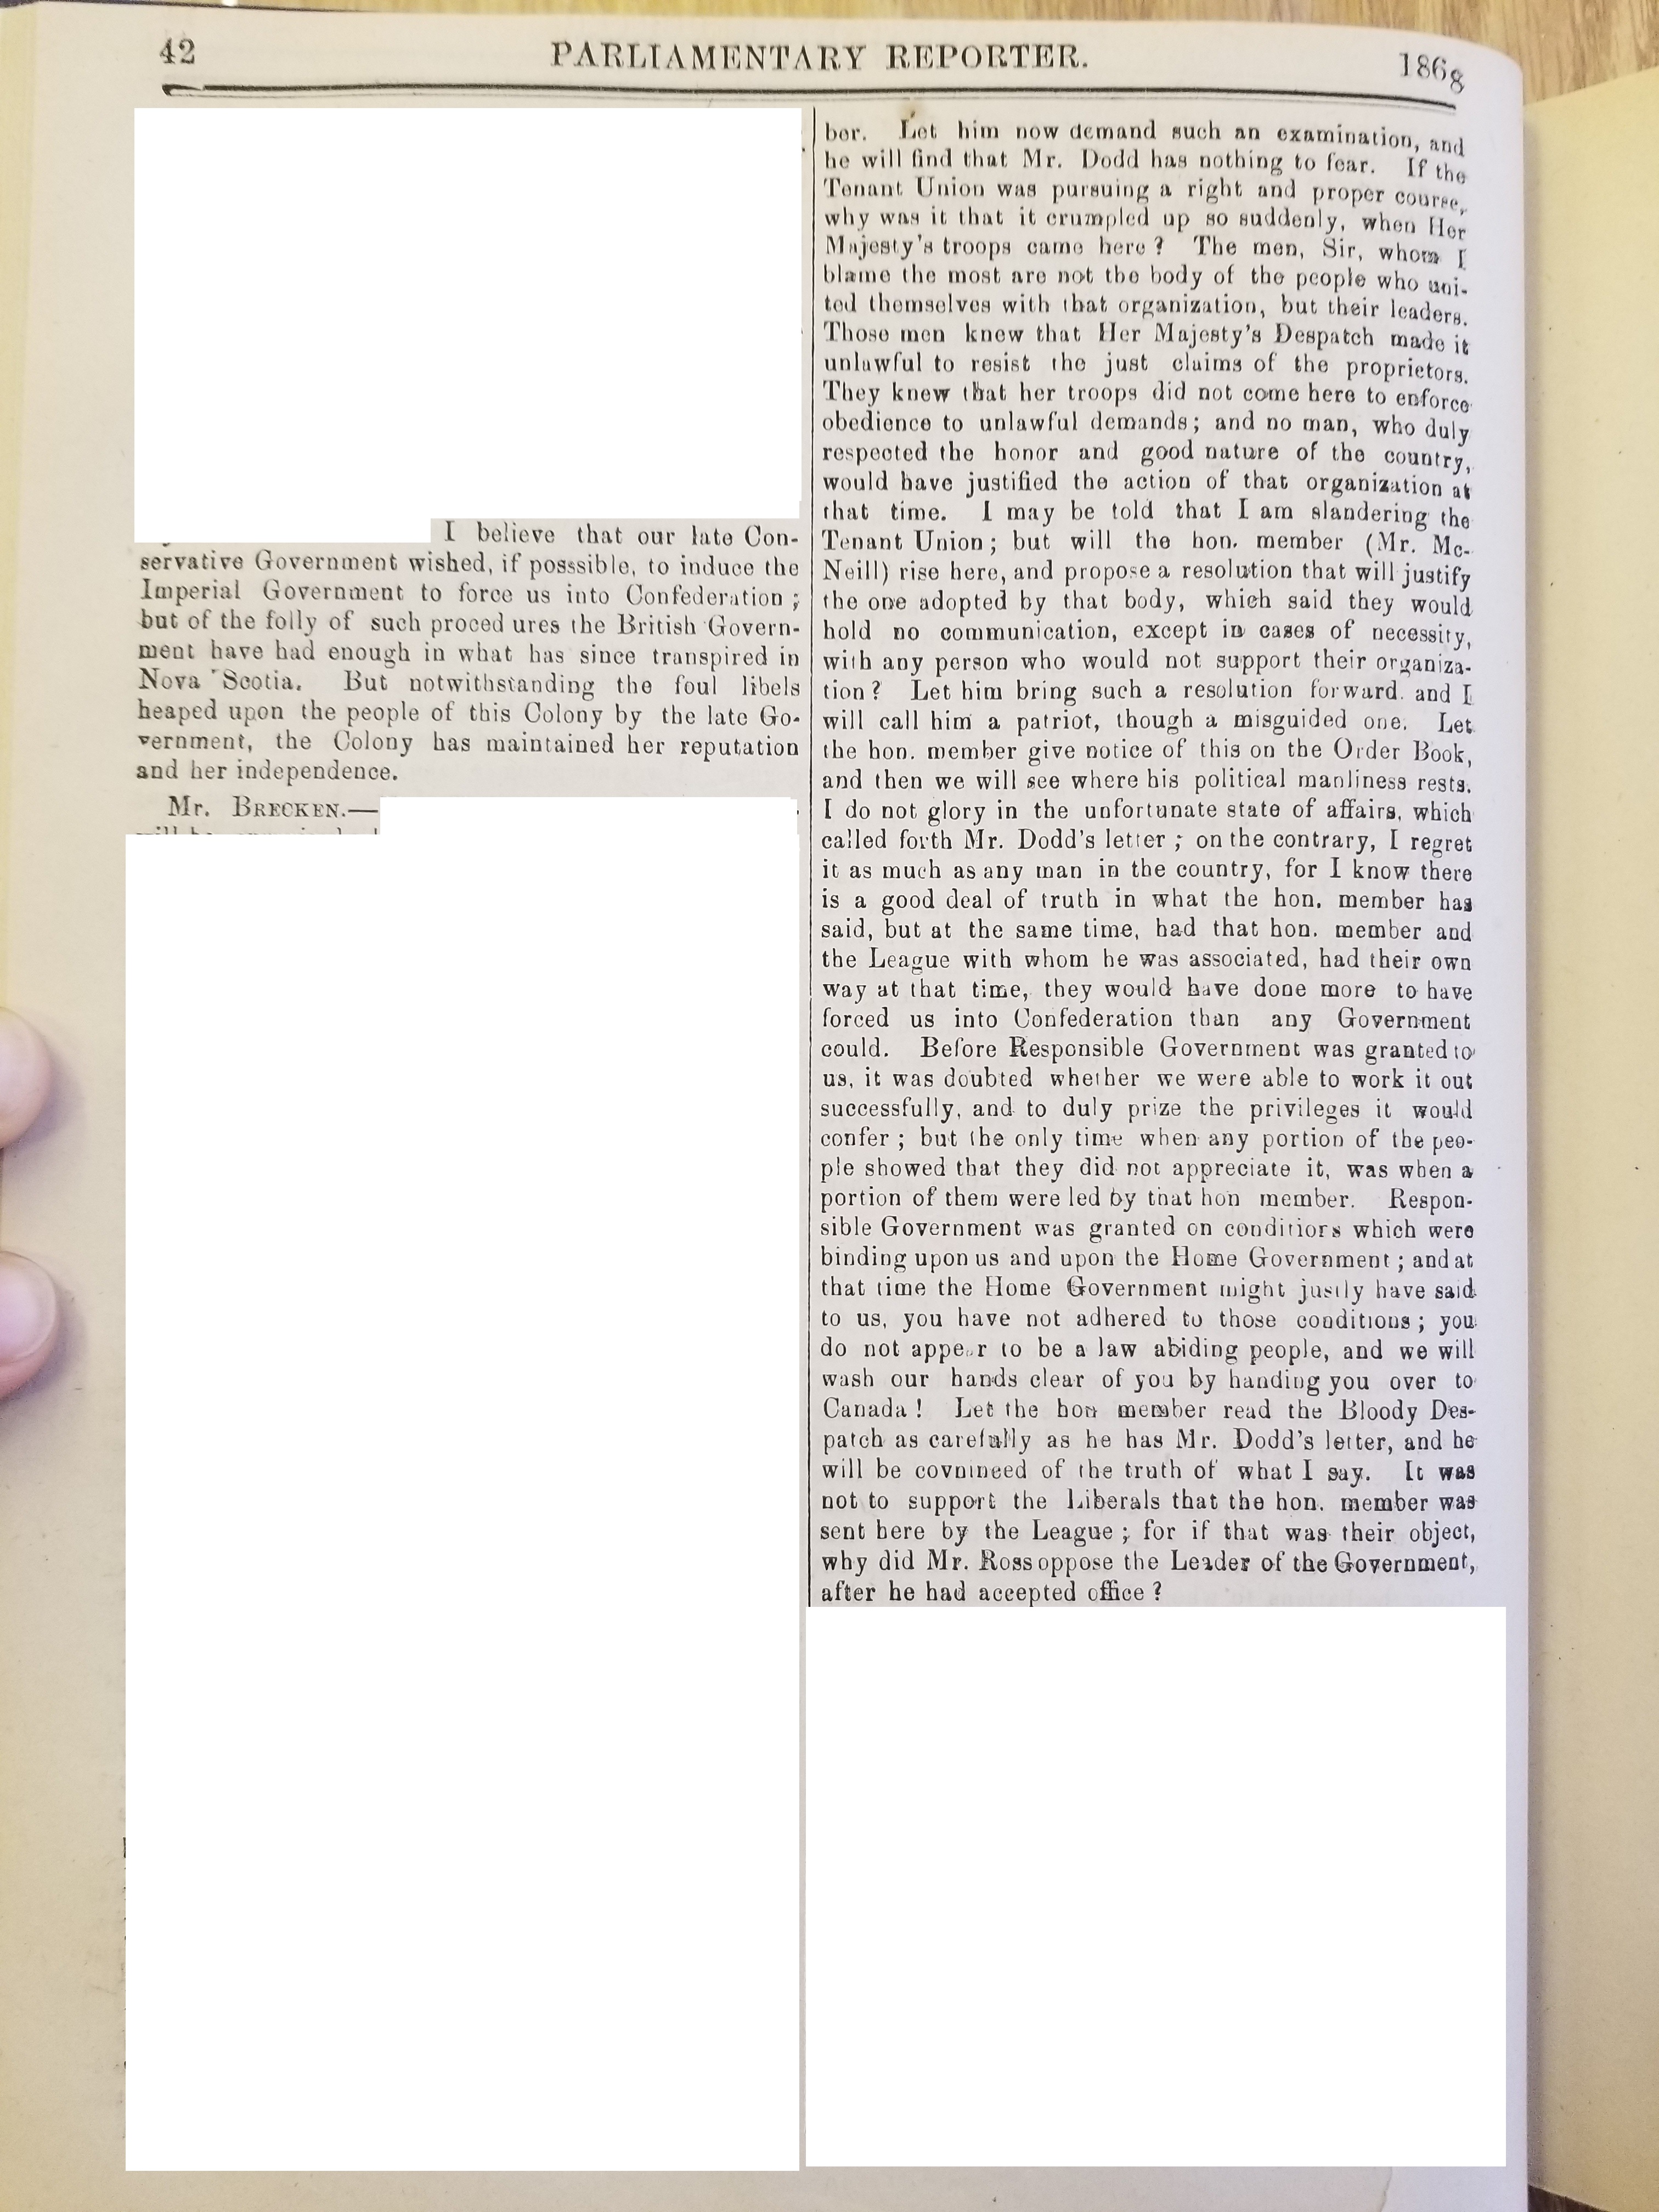 42 PARLIAMENTARY REPORTER. 1868
I believe that our late Con-
servative Government wished, if posssible, to induce the
Imperial Government to force us into Confederation ;
but of the folly of such proced ures the British Govern-
ment have had enough in what has since transpired in
Nova Scotia. But notwithstanding the foul libels
heaped upon the people of this Colony by the late Go-
vernment, the Colony has maintained her reputation
and her independence.
Mr. BRECKEN.—
ber. Let him now demand such an examination, and
he will find that Mr. Dodd has nothing to fear. If the
Tenant Union was pursuing a right and proper course,
why was it that it crumpled up so suddenly, when Her
Majesty's troops came here ? The men, Sir, whom I
blame the most are not the body of the people who uni-
ted themselves with that organization, but their leaders.
Those men knew that Her Majesty's Despatch made it
unlawful to resist the just claims of the proprietors.
They knew that her troops did not come here to enforce
obedience to unlawful demands; and no man, who duly
respected the honor and good nature of the country,
would have justified the action of that organization at
that time. I may be told that I am slandering the
Tenant Union; but will the hon. member (Mr. Mc-
Neill) rise here, and propose a resolution that will justify
the one adopted by that body, which said they would
hold no communication, except in cases of necessity,
with any person who would not support their organiza-
tion ? Let him bring such a resolution forward. and I
will call him a patriot, though a misguided one. Let
the hon. member give notice of this on the Order Book,
and then we will see where his political manliness rests.
I do not glory in the unfortunate state of affairs, which
called forth Mr. Dodd's letter ; on the contrary, I regret
it as much as any man in the country, for I know there
is a good deal of truth in what the hon. member has
said, but at the same time, had that hon. member and
the League with whom he was associated, had their own
way at that time, they would have done more to have
forced us into Confederation than any Government
could. Before Responsible Government was granted to
us, it was doubted whether we were able to work it out
successfully, and to duly prize the privileges it would
confer ; but the only time when any portion of the peo-
ple showed that they did not appreciate it, was when a
portion of them were led by that hon member. Respon-
sible Government was granted on conditiors which were
binding upon us and upon the Home Government ; and at
that time the Home Government might justly have said
to us, you have not adhered to those conditions ; you
do not appear to be a law abiding people, and we will
wash our hands clear of you by handing you over to
Canada ! Let the hon member read the Bloody Des-
patch as carefully as he has Mr. Dodd's letter, and he
will be covnineed of the truth of what I say. It was
not to support the Liberals that the hon. member was
sent here by the League ; for if that was their object,
why did Mr. Ross oppose the Leader of the Government,
after he had accepted office ?